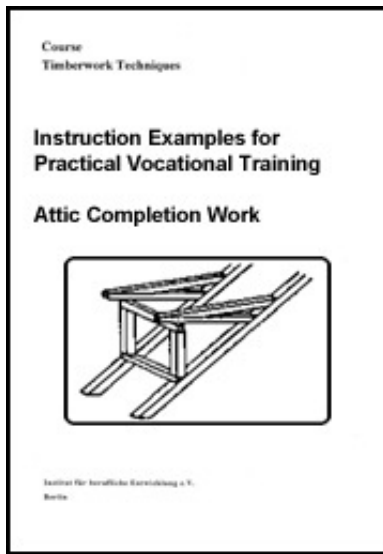 Course
Timberwork Techniques
Instruction Examples for
Practical Vocational Training
Attic Completion Work
Institut für berufliche Entwicklung e.V.
Berlin